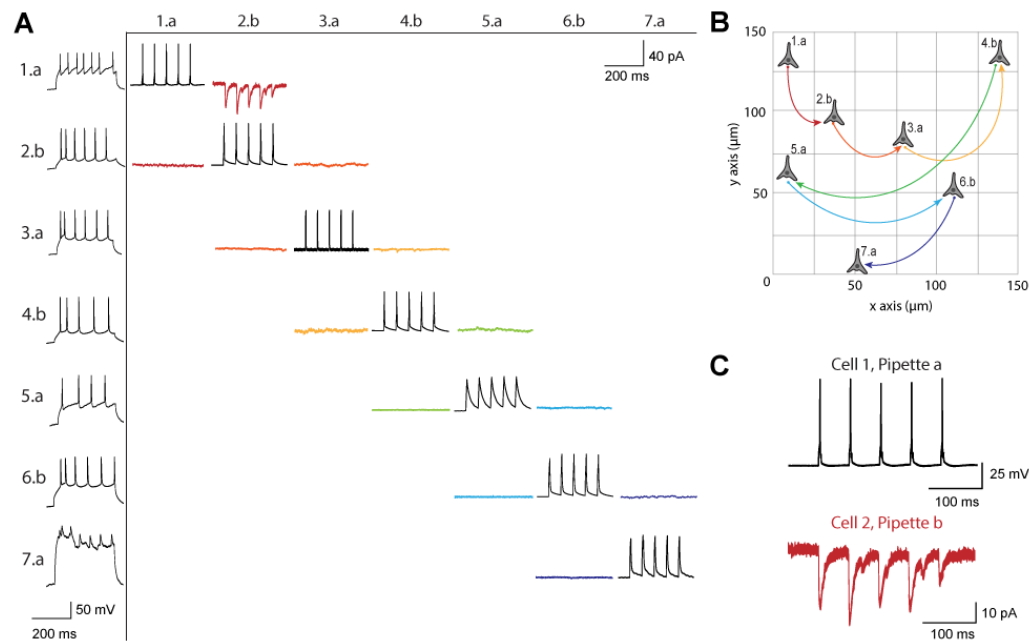 A
1.a 2.b 3.a 4.b 5.a 6.b 7.a
40 pA
200 ms
1.a
2.b
3.a
4.b
5.a
6.b
7.a
50 mV
200 ms
B
150
100
50
0
50
100
150
y axis (µm)
x axis (µm)
1.a
2.b
3.a
4.b
5.a
6.b
7.a
C
Cell 1, Pipette a
25 mV
100 ms
Cell 2, Pipette b
10 pA
100 ms